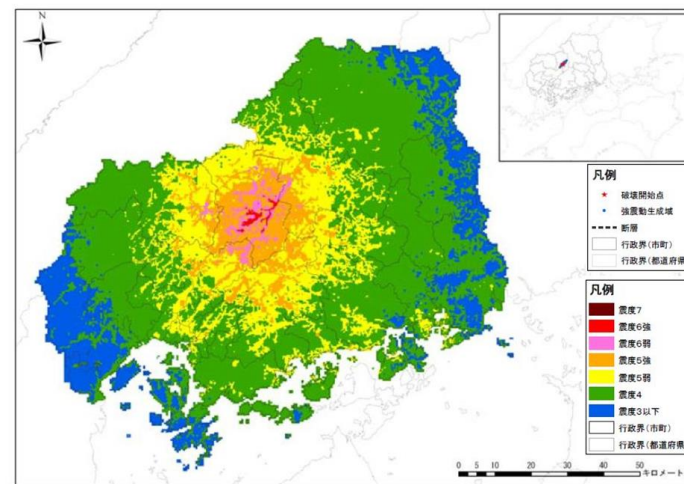 N
凡例
破壊開始点
強震動生成域
断層
行政界(市町)
行政界(都道府県
凡例
震度7
震度6強
震度6弱
震度5強
震度5弱
震度4
震度3以下
行政界(市町)
行政界(都道府県
0 5 10 20 30 40 50
キロメート